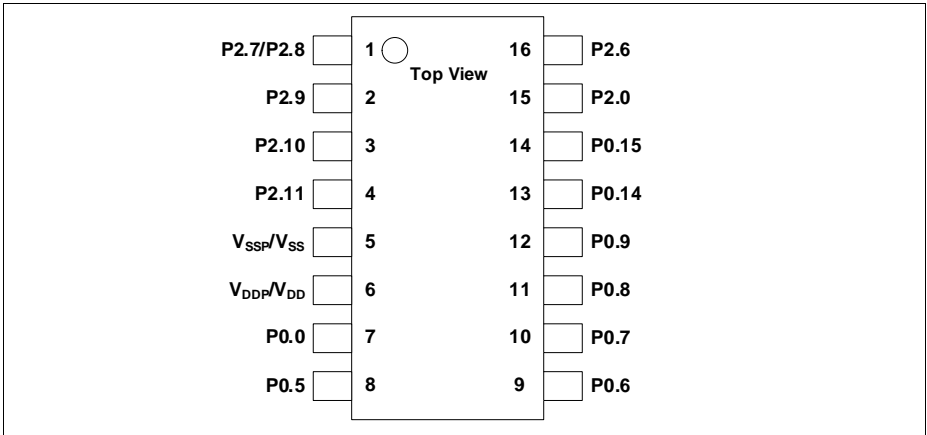 P2.7/P2.8 1 16 P2.6
Top View
P2.9 2 15 P2.0
P2.10 3 14 P0.15
P2.11 4 13 P0.14
VSSP/VSS 5 12 P0.9
VDDP/VDD 6 11 P0.8
P0.0 7 10 P0.7
P0.5 8 9 P0.6